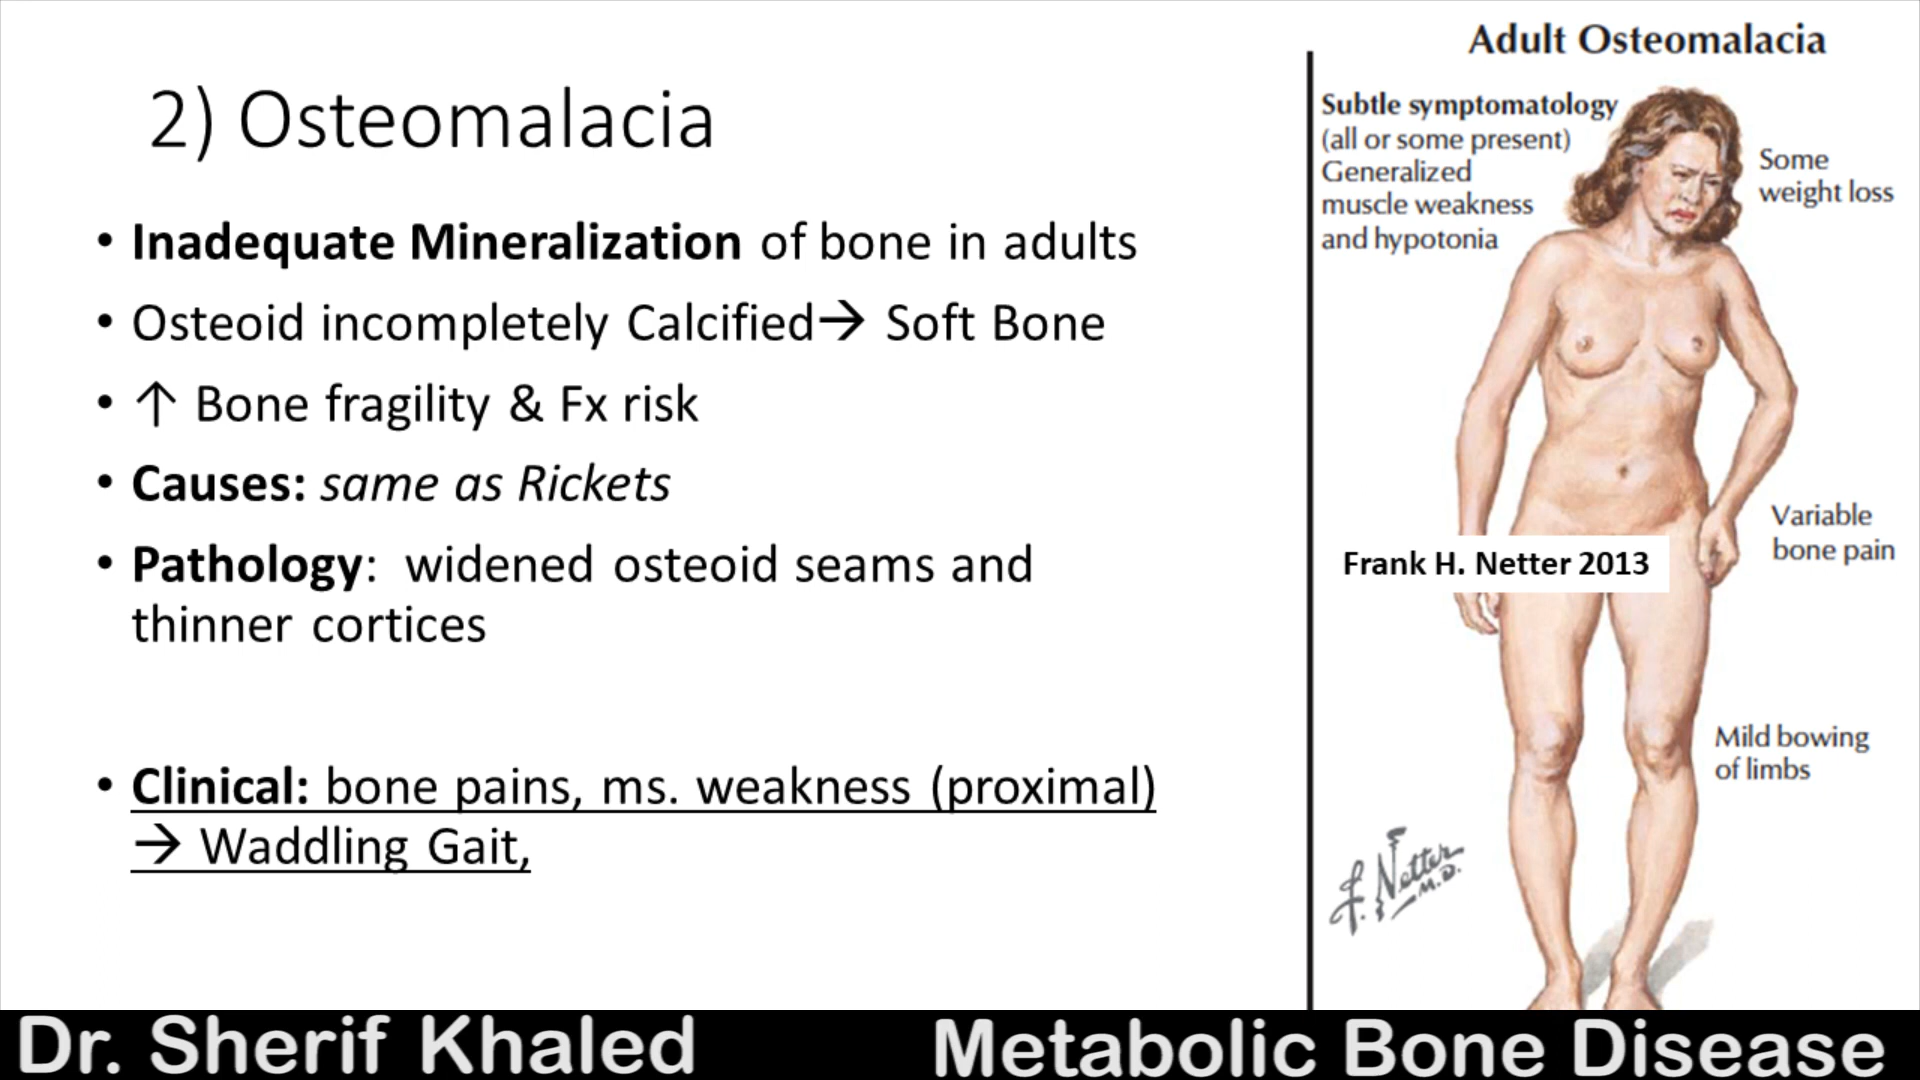 2) Osteomalacia
• Inadequate Mineralization of bone in adults
• Osteoid incompletely Calcified→ Soft Bone
• ↑ Bone fragility & Fx risk
• Causes: same as Rickets
• Pathology: widened osteoid seams and
thinner cortices
• Clinical: bone pains, ms. weakness (proximal)
→ Waddling Gait,
Adult Osteomalacia
Subtle symptomatology
(all or some present)
Generalized
muscle weakness
and hypotonia
Some
weight loss
Variable
bone pain
Frank H. Netter 2013
Mild bowing
of limbs
F. Netter
M.D.
Dr. Sherif Khaled
Metabolic Bone Disease